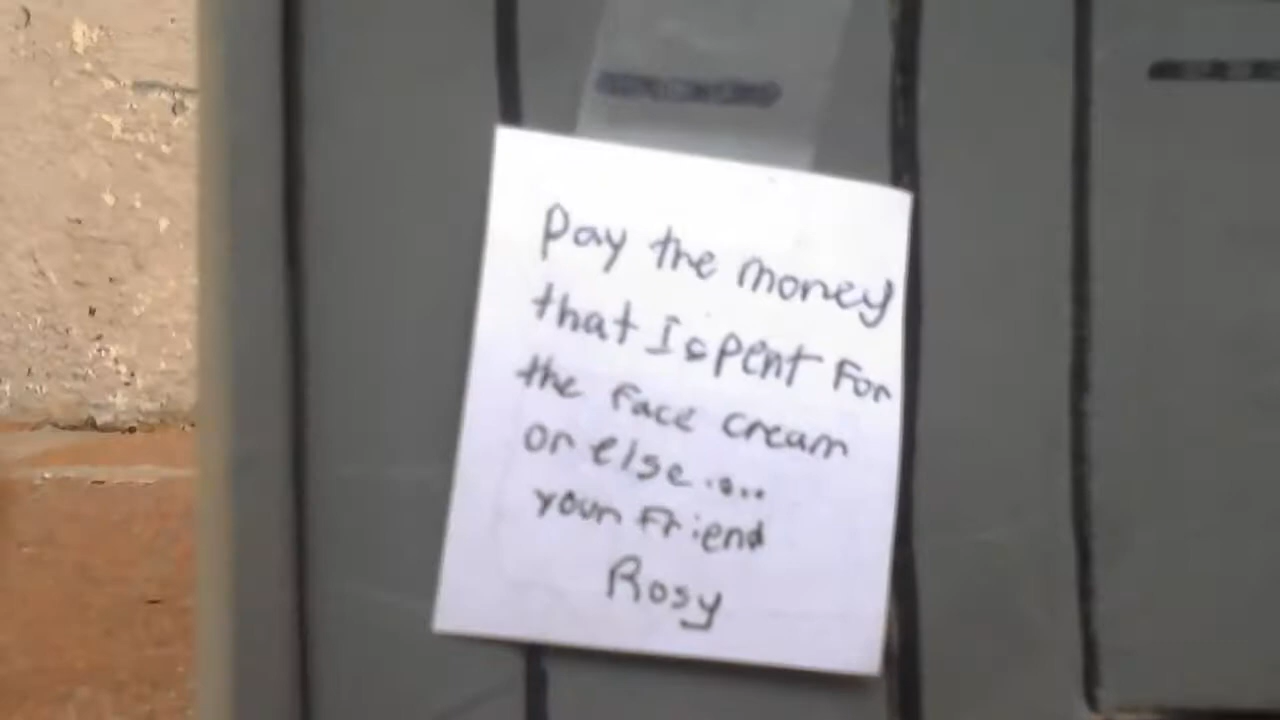 Pay the money
that I spent For
the Face cream
or else ....
your Friend
Rosy